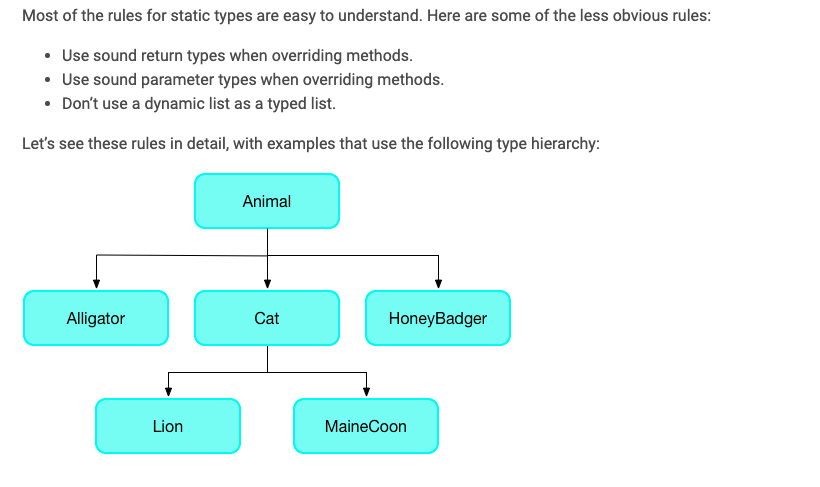 Most of the rules for static types are easy to understand. Here are some of the less obvious rules:
• Use sound return types when overriding methods.
• Use sound parameter types when overriding methods.
• Don’t use a dynamic list as a typed list.
Let’s see these rules in detail, with examples that use the following type hierarchy:
Animal
Alligator
Cat
HoneyBadger
Lion
MaineCoon